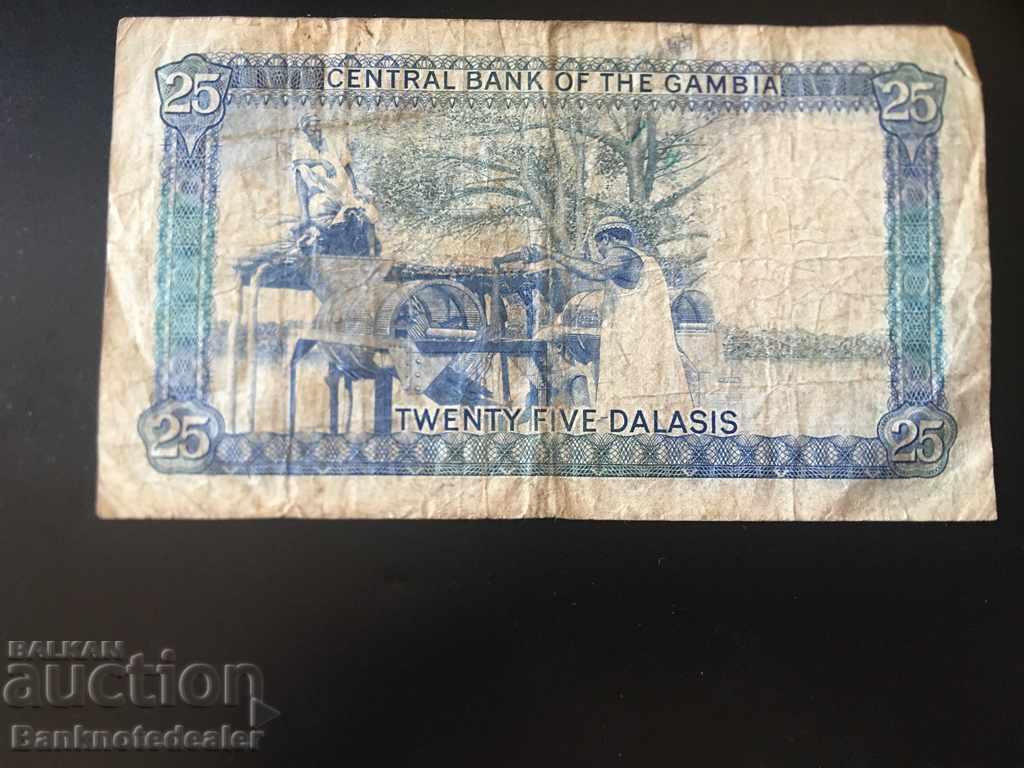 25 CENTRAL BANK OF THE GAMBIA 25
25 TWENTY FIVE DALASIS 25
BALKAN
auction
Banknotedealer